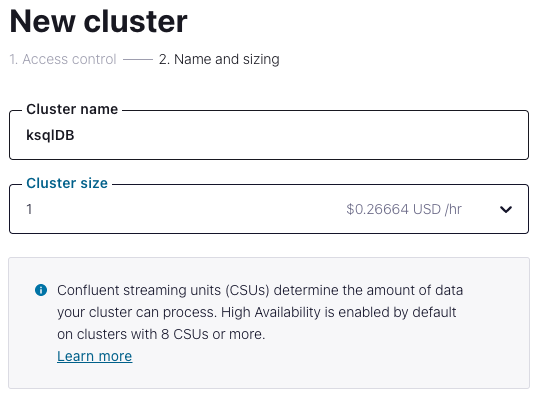 New cluster
1. Access control 2. Name and sizing
Cluster name
ksqlDB
Cluster size
1 $0.26664 USD /hr
Confluent streaming units (CSUs) determine the amount of data
your cluster can process. High Availability is enabled by default
on clusters with 8 CSUs or more.
Learn more